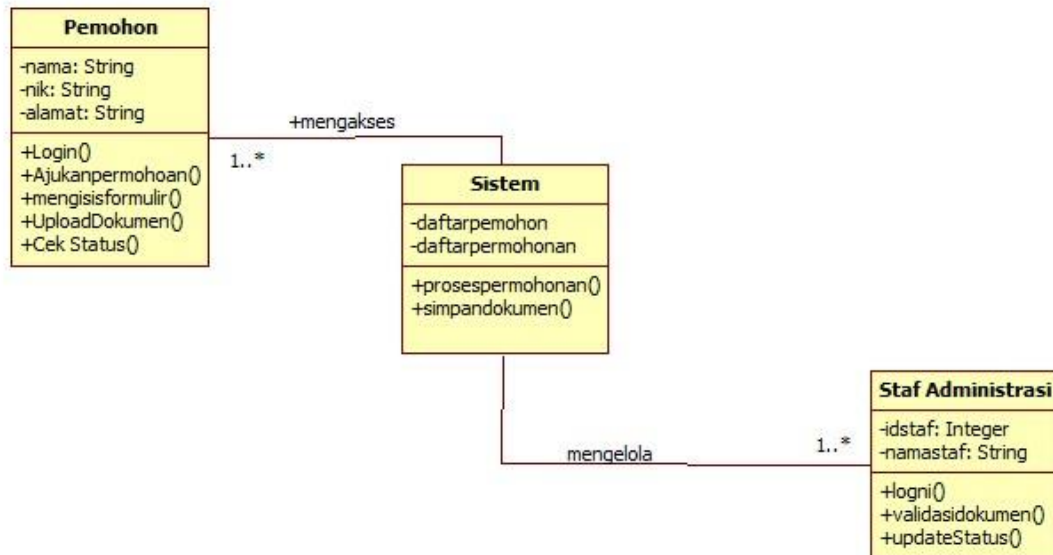 Pemohon
-nama: String
-nik: String
-alamat: String
+Login()
+Ajukanpermohoan()
+mengisisformulir()
+UploadDokumen()
+Cek Status()
+mengakses
1..*
Sistem
-daftarpemohon
-daftarpermohonan
+prosespermohonan()
+simpandokumen()
mengelola
1..*
Staf Administrasi
-idstaf: Integer
-namastaf: String
+logni()
+validasidokumen()
+updateStatus()